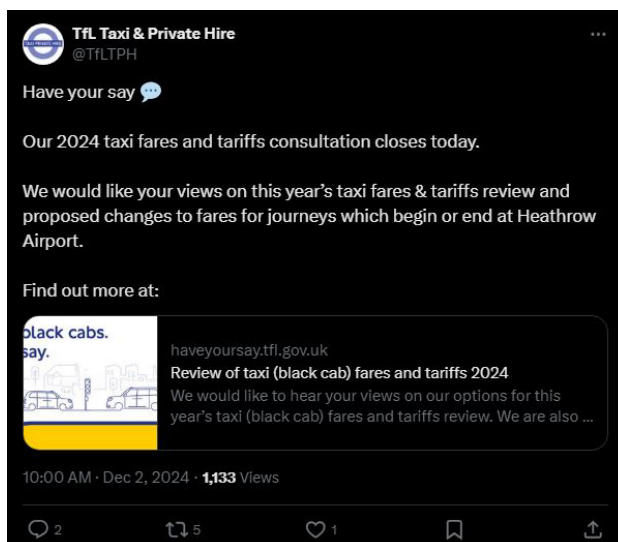 TfL Taxi & Private Hire
@TfLTPH
Have your say
Our 2024 taxi fares and tariffs consultation closes today.
We would like your views on this year's taxi fares & tariffs review and
proposed changes to fares for journeys which begin or end at Heathrow
Airport.
Find out more at:
black cabs.
say.
haveyoursay.tfl.gov.uk
Review of taxi (black cab) fares and tariffs 2024
We would like to hear your views on our options for this
year's taxi (black cab) fares and tariffs review. We are also ...
10:00 AM · Dec 2, 2024 · 1,133 Views
2 5 1